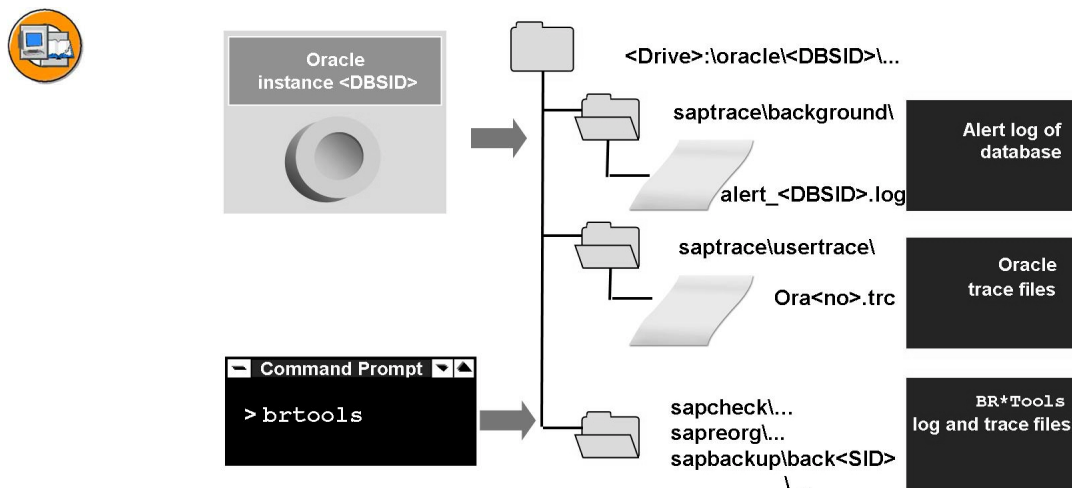 Oracle
instance <DBSID>
<Drive>:\oracle\<DBSID>\...
saptrace\background\
alert_<DBSID>.log
Alert log of
database
saptrace\usertrace\
Ora<no>.trc
Oracle
trace files
Command Prompt
> brtools
sapcheck\...
sapreorg\...
sapbackup\back<SID>
\...
BR*Tools
log and trace files